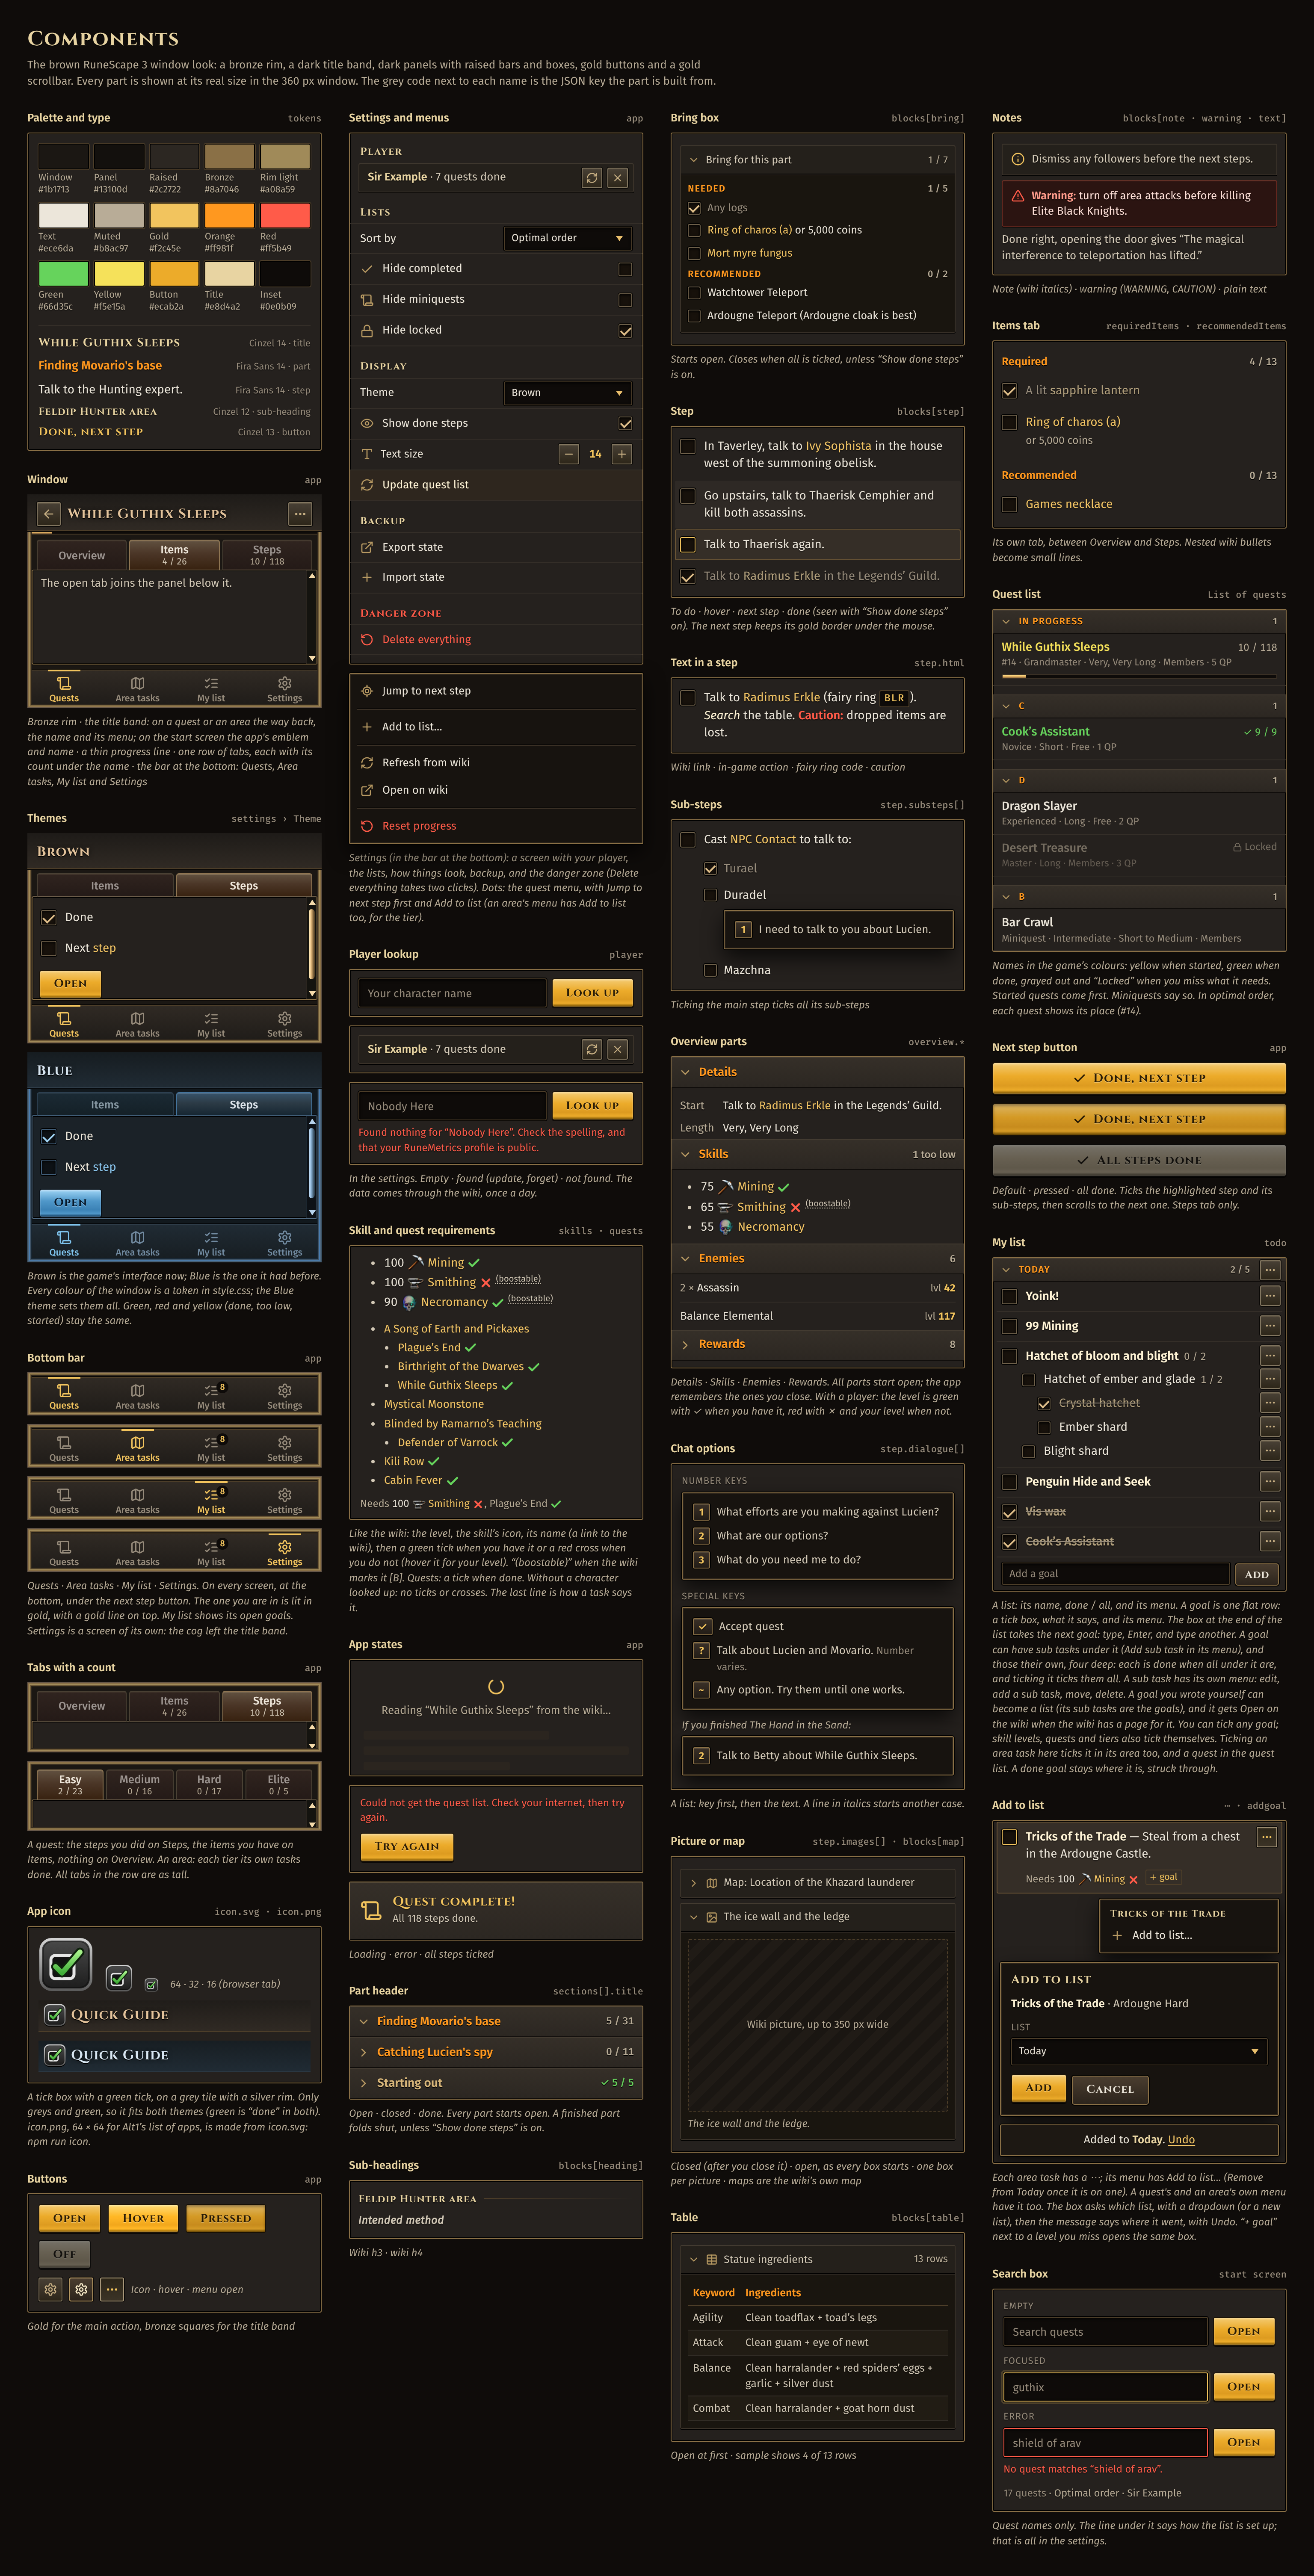 Components
The brown RuneScape 3 window look: a bronze rim, a dark title band, dark panels with raised bars and boxes, gold buttons and a gold
scrollbar. Every part is shown at its real size in the 360 px window. The grey code next to each name is the JSON key the part is built from.
Palette and type tokens
Window Panel Raised Bronze Rim light
#1b1713 #13100d #2c2722 #8a7046 #a08a59
Text Muted Gold Orange Red
#ece6da #b8ac97 #f2c45e #ff981f #ff5b49
Green Yellow Button Title Inset
#66d35c #f5e15a #ecab2a #e8d4a2 #0e0b09
While Guthix Sleeps Cinzel 14 · title
Finding Movario's base Fira Sans 14 · part
Talk to the Hunting expert. Fira Sans 14 · step
Feldip Hunter area Cinzel 12 · sub-heading
Done, next step Cinzel 13 · button
Window app
While Guthix Sleeps
Overview Items Steps
4 / 26 10 / 118
The open tab joins the panel below it.
Quests Area tasks My list Settings
Bronze rim · the title band: on a quest or an area the way back,
the name and its menu; on the start screen the app's emblem
and name · a thin progress line · one row of tabs, each with its
count under the name · the bar at the bottom: Quests, Area
tasks, My list and Settings
Themes settings › Theme
Brown
Items Steps
Done
Next step
Open
Quests Area tasks My list Settings
Blue
Items Steps
Done
Next step
Open
Quests Area tasks My list Settings
Brown is the game's interface now; Blue is the one it had before.
Every colour of the window is a token in style.css; the Blue
theme sets them all. Green, red and yellow (done, too low,
started) stay the same.
Bottom bar app
Quests Area tasks My list 8 Settings
Quests Area tasks My list 8 Settings
Quests Area tasks My list 8 Settings
Quests Area tasks My list 8 Settings
Quests · Area tasks · My list · Settings. On every screen, at the
bottom, under the next step button. The one you are in is lit in
gold, with a gold line on top. My list shows its open goals.
Settings is a screen of its own: the cog left the title band.
Tabs with a count app
Overview Items Steps
4 / 26 10 / 118
Easy Medium Hard Elite
2 / 23 0 / 16 0 / 17 0 / 5
A quest: the steps you did on Steps, the items you have on
Items, nothing on Overview. An area: each tier its own tasks
done. All tabs in the row are as tall.
App icon icon.svg · icon.png
64 · 32 · 16 (browser tab)
Quick Guide
Quick Guide
A tick box with a green tick, on a grey tile with a silver rim. Only
greys and green, so it fits both themes (green is “done” in both).
icon.png, 64 × 64 for Alt1's list of apps, is made from icon.svg:
npm run icon.
Buttons app
Open Hover Pressed
Off
Icon · hover · menu open
Gold for the main action, bronze squares for the title band
Settings and menus app
Player
Sir Example · 7 quests done
Lists
Sort by Optimal order
Hide completed
Hide miniquests
Hide locked
Display
Theme Brown
Show done steps
Text size 14
Update quest list
Backup
Export state
Import state
Danger zone
Delete everything
Jump to next step
Add to list…
Refresh from wiki
Open on wiki
Reset progress
Settings (in the bar at the bottom): a screen with your player,
the lists, how things look, backup, and the danger zone (Delete
everything takes two clicks). Dots: the quest menu, with Jump to
next step first and Add to list (an area's menu has Add to list
too, for the tier).
Player lookup player
Your character name Look up
Sir Example · 7 quests done
Nobody Here Look up
Found nothing for “Nobody Here”. Check the spelling, and
that your RuneMetrics profile is public.
In the settings. Empty · found (update, forget) · not found. The
data comes through the wiki, once a day.
Skill and quest requirements skills · quests
100 Mining
100 Smithing (boostable)
90 Necromancy (boostable)
A Song of Earth and Pickaxes
Plague's End
Birthright of the Dwarves
While Guthix Sleeps
Mystical Moonstone
Blinded by Ramarno's Teaching
Defender of Varrock
Kili Row
Cabin Fever
Needs 100 Smithing , Plague's End
Like the wiki: the level, the skill's icon, its name (a link to the
wiki), then a green tick when you have it or a red cross when
you do not (hover it for your level). “(boostable)” when the wiki
marks it [B]. Quests: a tick when done. Without a character
looked up: no ticks or crosses. The last line is how a task says
it.
App states app
Reading “While Guthix Sleeps” from the wiki…
Could not get the quest list. Check your internet, then try
again.
Try again
Quest complete!
All 118 steps done.
Loading · error · all steps ticked
Part header sections[].title
Finding Movario's base 5 / 31
Catching Lucien's spy 0 / 11
Starting out ✓ 5 / 5
Open · closed · done. Every part starts open. A finished part
folds shut, unless “Show done steps” is on.
Sub-headings blocks[heading]
Feldip Hunter area
Intended method
Wiki h3 · wiki h4
Bring box blocks[bring]
Bring for this part 1 / 7
NEEDED 1 / 5
Any logs
Ring of charos (a) or 5,000 coins
Mort myre fungus
RECOMMENDED 0 / 2
Watchtower Teleport
Ardougne Teleport (Ardougne cloak is best)
Starts open. Closes when all is ticked, unless “Show done steps”
is on.
Step blocks[step]
In Taverley, talk to Ivy Sophista in the house
west of the summoning obelisk.
Go upstairs, talk to Thaerisk Cemphier and
kill both assassins.
Talk to Thaerisk again.
Talk to Radimus Erkle in the Legends' Guild.
To do · hover · next step · done (seen with “Show done steps”
on). The next step keeps its gold border under the mouse.
Text in a step step.html
Talk to Radimus Erkle (fairy ring BLR ).
Search the table. Caution: dropped items are
lost.
Wiki link · in-game action · fairy ring code · caution
Sub-steps step.substeps[]
Cast NPC Contact to talk to:
Turael
Duradel
1 I need to talk to you about Lucien.
Mazchna
Ticking the main step ticks all its sub-steps
Overview parts overview.*
Details
Start Talk to Radimus Erkle in the Legends' Guild.
Length Very, Very Long
Skills 1 too low
75 Mining
65 Smithing (boostable)
55 Necromancy
Enemies 6
2 × Assassin lvl 42
Balance Elemental lvl 117
Rewards 8
Details · Skills · Enemies · Rewards. All parts start open; the app
remembers the ones you close. With a player: the level is green
with ✓ when you have it, red with ✕ and your level when not.
Chat options step.dialogue[]
NUMBER KEYS
1 What efforts are you making against Lucien?
2 What are our options?
3 What do you need me to do?
SPECIAL KEYS
✓ Accept quest
? Talk about Lucien and Movario. Number
varies.
~ Any option. Try them until one works.
If you finished The Hand in the Sand:
2 Talk to Betty about While Guthix Sleeps.
A list: key first, then the text. A line in italics starts another case.
Picture or map step.images[] · blocks[map]
Map: Location of the Khazard launderer
The ice wall and the ledge
Wiki picture, up to 350 px wide
The ice wall and the ledge.
Closed (after you close it) · open, as every box starts · one box
per picture · maps are the wiki's own map
Table blocks[table]
Statue ingredients 13 rows
Keyword Ingredients
Agility Clean toadflax + toad's legs
Attack Clean guam + eye of newt
Balance Clean harralander + red spiders' eggs +
garlic + silver dust
Combat Clean harralander + goat horn dust
Open at first · sample shows 4 of 13 rows
Notes blocks[note · warning · text]
Dismiss any followers before the next steps.
Warning: turn off area attacks before killing
Elite Black Knights.
Done right, opening the door gives “The magical
interference to teleportation has lifted.”
Note (wiki italics) · warning (WARNING, CAUTION) · plain text
Items tab requiredItems · recommendedItems
Required 4 / 13
A lit sapphire lantern
Ring of charos (a)
or 5,000 coins
Recommended 0 / 13
Games necklace
Its own tab, between Overview and Steps. Nested wiki bullets
become small lines.
Quest list List of quests
IN PROGRESS 1
While Guthix Sleeps 10 / 118
#14 · Grandmaster · Very, Very Long · Members · 5 QP
C 1
Cook's Assistant ✓ 9 / 9
Novice · Short · Free · 1 QP
D 1
Dragon Slayer
Experienced · Long · Free · 2 QP
Desert Treasure Locked
Master · Long · Members · 3 QP
B 1
Bar Crawl
Miniquest · Intermediate · Short to Medium · Members
Names in the game's colours: yellow when started, green when
done, grayed out and “Locked” when you miss what it needs.
Started quests come first. Miniquests say so. In optimal order,
each quest shows its place (#14).
Next step button app
Done, next step
Done, next step
All steps done
Default · pressed · all done. Ticks the highlighted step and its
sub-steps, then scrolls to the next one. Steps tab only.
My list todo
TODAY 2 / 5
Yoink!
99 Mining
Hatchet of bloom and blight 0 / 2
Hatchet of ember and glade 1 / 2
Crystal hatchet
Ember shard
Blight shard
Penguin Hide and Seek
Vis wax
Cook's Assistant
Add a goal Add
A list: its name, done / all, and its menu. A goal is one flat row:
a tick box, what it says, and its menu. The box at the end of the
list takes the next goal: type, Enter, and type another. A goal
can have sub tasks under it (Add sub task in its menu), and
those their own, four deep: each is done when all under it are,
and ticking it ticks them all. A sub task has its own menu: edit,
add a sub task, move, delete. A goal you wrote yourself can
become a list (its sub tasks are the goals), and it gets Open on
the wiki when the wiki has a page for it. You can tick any goal;
skill levels, quests and tiers also tick themselves. Ticking an
area task here ticks it in its area too, and a quest in the quest
list. A done goal stays where it is, struck through.
Add to list ⋯ · addgoal
Tricks of the Trade — Steal from a chest
in the Ardougne Castle.
Needs 100 Mining + goal
Tricks of the Trade
Add to list…
Add to list
Tricks of the Trade · Ardougne Hard
LIST
Today
Add Cancel
Added to Today. Undo
Each area task has a ⋯; its menu has Add to list… (Remove
from Today once it is on one). A quest's and an area's own menu
have it too. The box asks which list, with a dropdown (or a new
list), then the message says where it went, with Undo. “+ goal”
next to a level you miss opens the same box.
Search box start screen
EMPTY
Search quests Open
FOCUSED
guthix Open
ERROR
shield of arav Open
No quest matches “shield of arav”.
17 quests · Optimal order · Sir Example
Quest names only. The line under it says how the list is set up;
that is all in the settings.